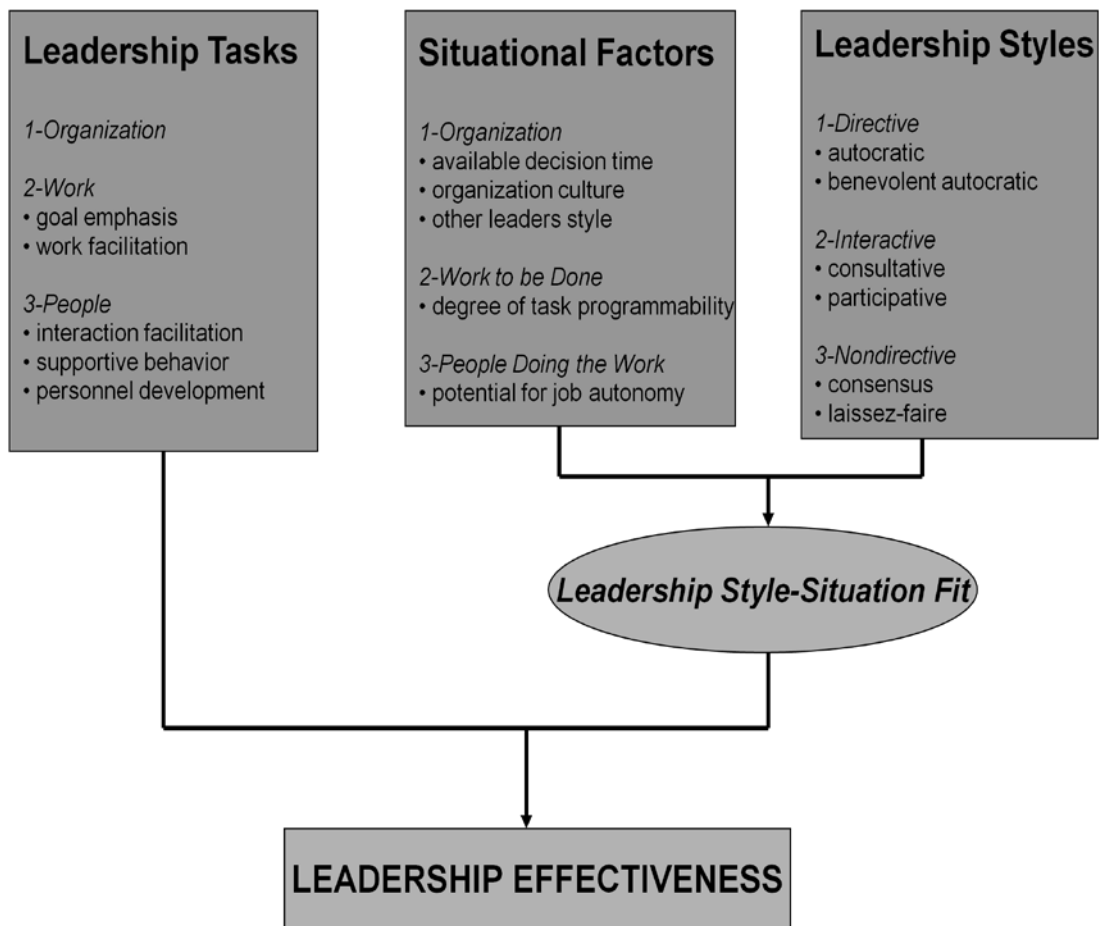 Leadership Tasks
1-Organization
2-Work
• goal emphasis
• work facilitation
3-People
• interaction facilitation
• supportive behavior
• personnel development
Situational Factors
1-Organization
• available decision time
• organization culture
• other leaders style
2-Work to be Done
• degree of task programmability
3-People Doing the Work
• potential for job autonomy
Leadership Styles
1-Directive
• autocratic
• benevolent autocratic
2-Interactive
• consultative
• participative
3-Nondirective
• consensus
• laissez-faire
Leadership Style-Situation Fit
LEADERSHIP EFFECTIVENESS